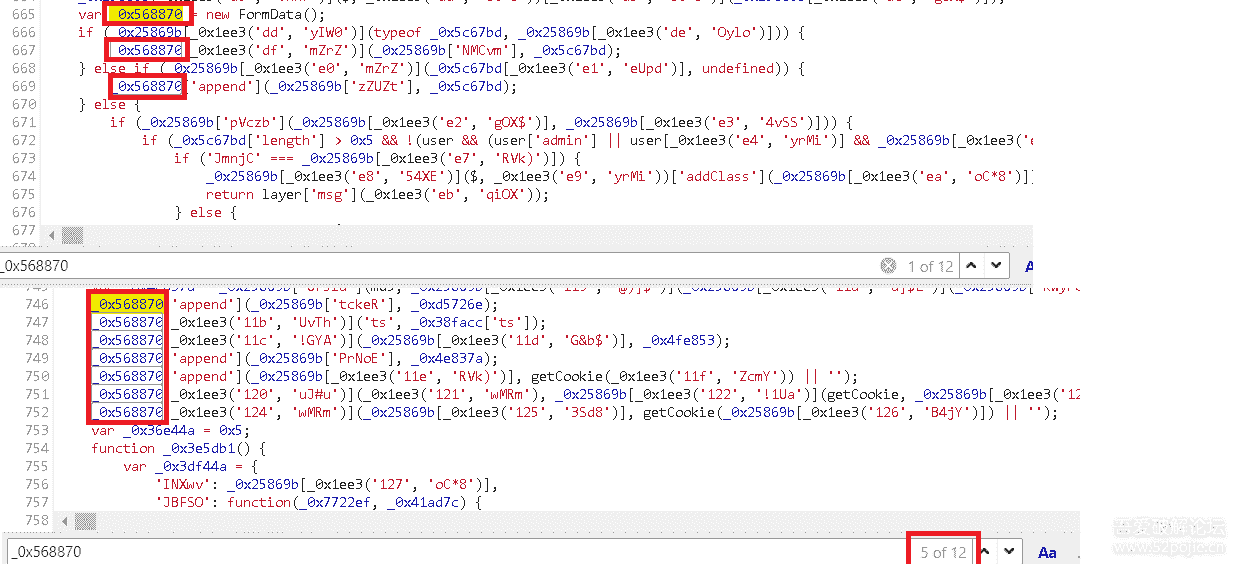 665 var _0x568870 = new FormData();
666 if (_0x25869b[_0x1ee3('dd', 'yIW0')](typeof _0x5c67bd, _0x25869b[_0x1ee3('de', 'Oylo')])) {
667 _0x568870[_0x1ee3('df', 'mZrZ')](_0x25869b['NMCvm'], _0x5c67bd);
668 } else if (_0x25869b[_0x1ee3('e0', 'mZrZ')](_0x5c67bd[_0x1ee3('e1', 'eUpd')], undefined)) {
669 _0x568870['append'](_0x25869b['zZUZt'], _0x5c67bd);
670 } else {
671 if (_0x25869b['pVczb'](_0x25869b[_0x1ee3('e2', 'gOX$')], _0x25869b[_0x1ee3('e3', '4vSS')])) {
672 if (_0x5c67bd['length'] > 0x5 && !(user && (user['admin'] || user[_0x1ee3('e4', 'yrMi')] && _0x25869b[_0x1ee3('e
673 if ('JmnjC' === _0x25869b[_0x1ee3('e7', 'RVk)')]) {
674 _0x25869b[_0x1ee3('e8', '54XE')]($, _0x1ee3('e9', 'yrMi'))['addClass'](_0x25869b[_0x1ee3('ea', 'oC*8')]
675 return layer['msg'](_0x1ee3('eb', 'qiOX'));
676 } else {
677
_0x568870 1 of 12
746 _0x568870['append'](_0x25869b['tckeR'], _0xd5726e);
747 _0x568870[_0x1ee3('11b', 'UvTh')]('ts', _0x38facc['ts']);
748 _0x568870[_0x1ee3('11c', '!GYA')](_0x25869b[_0x1ee3('11d', 'G&b$')], _0x4fe853);
749 _0x568870['append'](_0x25869b['PrNoE'], _0x4e837a);
750 _0x568870['append'](_0x25869b[_0x1ee3('11e', 'RVk)')], getCookie(_0x1ee3('11f', 'ZcmY')) || '');
751 _0x568870[_0x1ee3('120', 'uJ#u')](_0x1ee3('121', 'wMRm'), _0x25869b[_0x1ee3('122', '!1Ua')](getCookie, _0x25869b[_0x1ee3('12
752 _0x568870[_0x1ee3('124', 'wMRm')](_0x25869b[_0x1ee3('125', '3Sd8')], getCookie(_0x25869b[_0x1ee3('126', 'B4jY')]) || '');
753 var _0x36e44a = 0x5;
754 function _0x3e5db1() {
755 var _0x3df44a = {
756 'INXwv': _0x25869b[_0x1ee3('127', 'oC*8')],
757 'JBFSO': function(_0x7722ef, _0x41ad7c) {
758
_0x568870 5 of 12 Aa
吾爱破解论坛
www.52pojie.cn